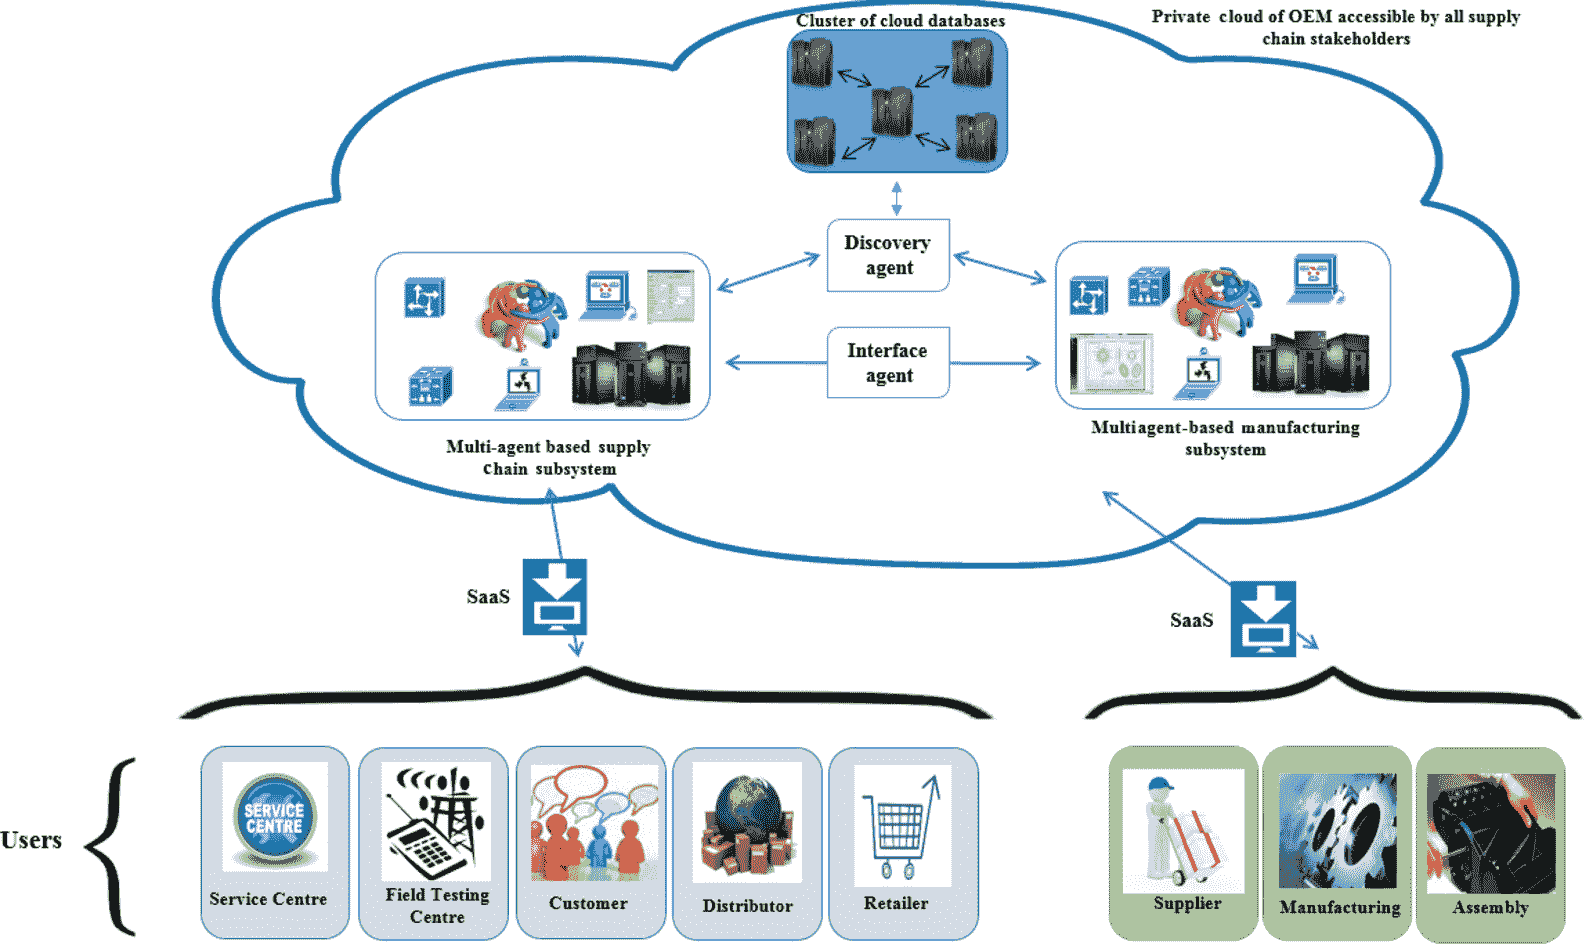 Cluster of cloud databases
Private cloud of OEM accessible by all supply
chain stakeholders
Discovery
agent
Interface
agent
Multi-agent based supply
Chain subsystem
Multiagent-based manufacturing
subsystem
SaaS
SaaS
Users
SERVICE
CENTRE
Service Centre
Field Testing
Centre
Customer
Distributor
Retailer
Supplier
Manufacturing
Assembly